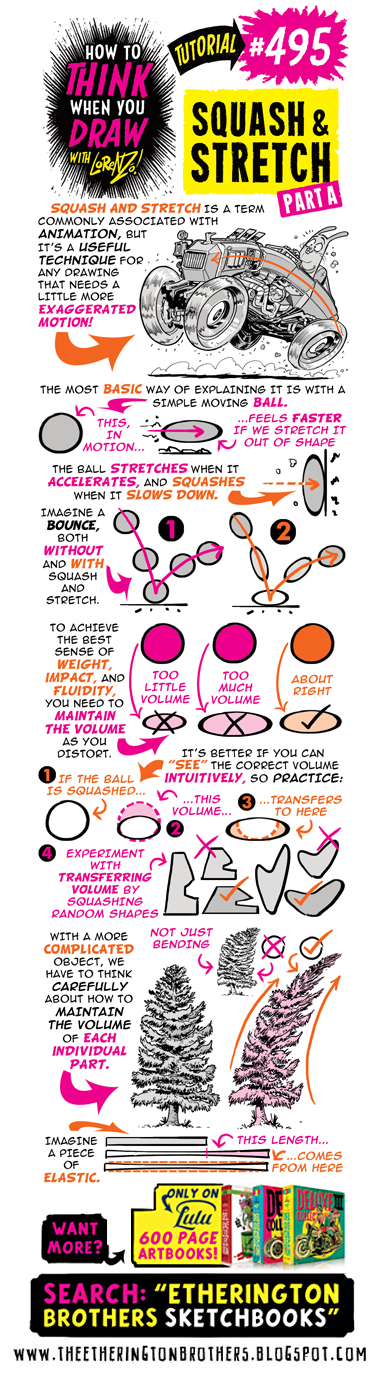 HOW TO
THINK
WHEN YOU
DRAW
WITH LORENZO!
TUTORIAL
#495
SQUASH &
STRETCH
PART A
SQUASH AND STRETCH IS A TERM
COMMONLY ASSOCIATED WITH
ANIMATION, BUT
IT'S A USEFUL
TECHNIQUE FOR
ANY DRAWING
THAT NEEDS A
LITTLE MORE
EXAGGERATED
MOTION!
THE MOST BASIC WAY OF EXPLAINING IT IS WITH A
SIMPLE MOVING BALL.
THIS,
IN
MOTION...
...FEELS FASTER
IF WE STRETCH IT
OUT OF SHAPE
THE BALL STRETCHES WHEN IT
ACCELERATES, AND SQUASHES
WHEN IT SLOWS DOWN.
IMAGINE A
BOUNCE,
BOTH
WITHOUT
AND WITH
SQUASH
AND
STRETCH.
1
2
TO ACHIEVE
THE BEST
SENSE OF
WEIGHT,
IMPACT, AND
FLUIDITY,
YOU NEED TO
MAINTAIN
THE VOLUME
AS YOU
DISTORT.
TOO
LITTLE
VOLUME
TOO
MUCH
VOLUME
ABOUT
RIGHT
IT'S BETTER IF YOU CAN
"SEE" THE CORRECT VOLUME
INTUITIVELY, SO PRACTICE:
1 IF THE BALL
IS SQUASHED...
...THIS
VOLUME...
2
3 ...TRANSFERS
TO HERE
4 EXPERIMENT
WITH
TRANSFERRING
VOLUME BY
SQUASHING
RANDOM SHAPES
WITH A MORE
COMPLICATED
OBJECT, WE
HAVE TO THINK
CAREFULLY
ABOUT HOW TO
MAINTAIN
THE VOLUME
OF EACH
INDIVIDUAL
PART.
NOT JUST
BENDING
IMAGINE
A PIECE
OF
ELASTIC.
THIS LENGTH...
...COMES
FROM HERE
WANT
MORE?
ONLY ON
Lulu
600 PAGE
ARTBOOKS!
SEARCH: "ETHERINGTON
BROTHERS SKETCHBOOKS"
WWW.THEETHERINGTONBROTHERS.BLOGSPOT.COM